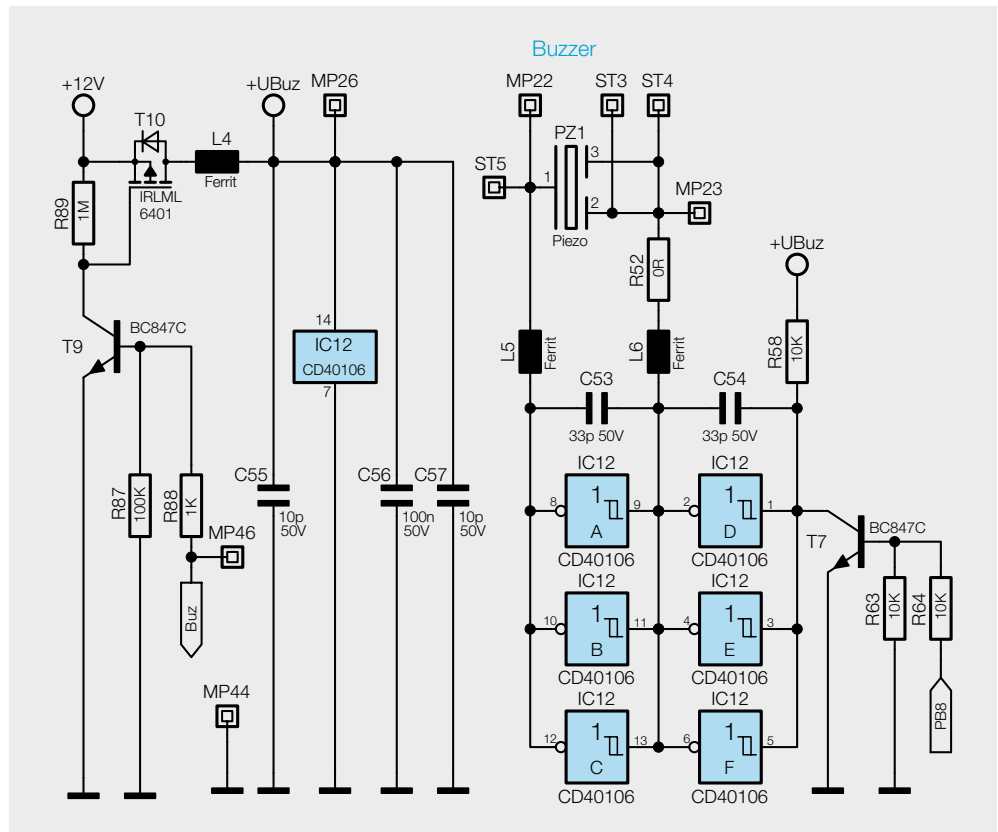 Buzzer
+12V
+UBuz
MP26
MP22
ST3
ST4
T10
L4
Ferrit
IRLML
6401
R89
1M
PZ1
3
1
2
Piezo
ST5
MP23
R52
0R
+UBuz
R58
10K
T9
BC847C
14
IC12
CD40106
7
L5
Ferrit
L6
Ferrit
C53
33p 50V
C54
33p 50V
R87
100K
R88
1K
MP46
Buz
MP44
C55
10p
50V
C56
100n
50V
C57
10p
50V
IC12
8
1
9
A
CD40106
IC12
2
1
1
D
CD40106
IC12
10
1
11
B
CD40106
IC12
4
1
3
E
CD40106
IC12
12
1
13
C
CD40106
IC12
6
1
5
F
CD40106
T7
BC847C
R63
10K
R64
10K
PB8